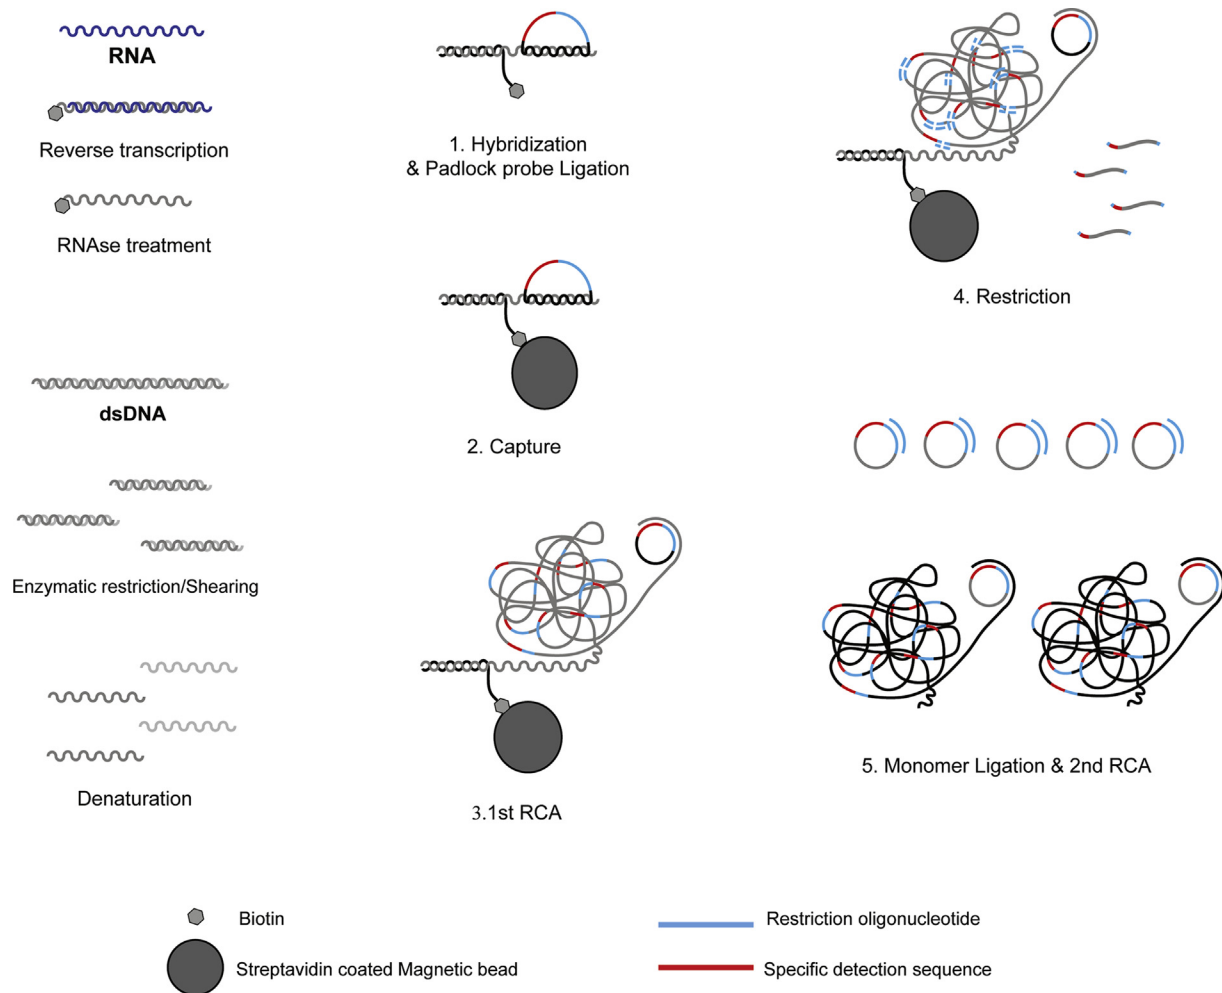 RNA
Reverse transcription
RNAse treatment
dsDNA
Enzymatic restriction/Shearing
Denaturation
1. Hybridization
& Padlock probe Ligation
2. Capture
3.1st RCA
4. Restriction
5. Monomer Ligation & 2nd RCA
Biotin
Streptavidin coated Magnetic bead
Restriction oligonucleotide
Specific detection sequence